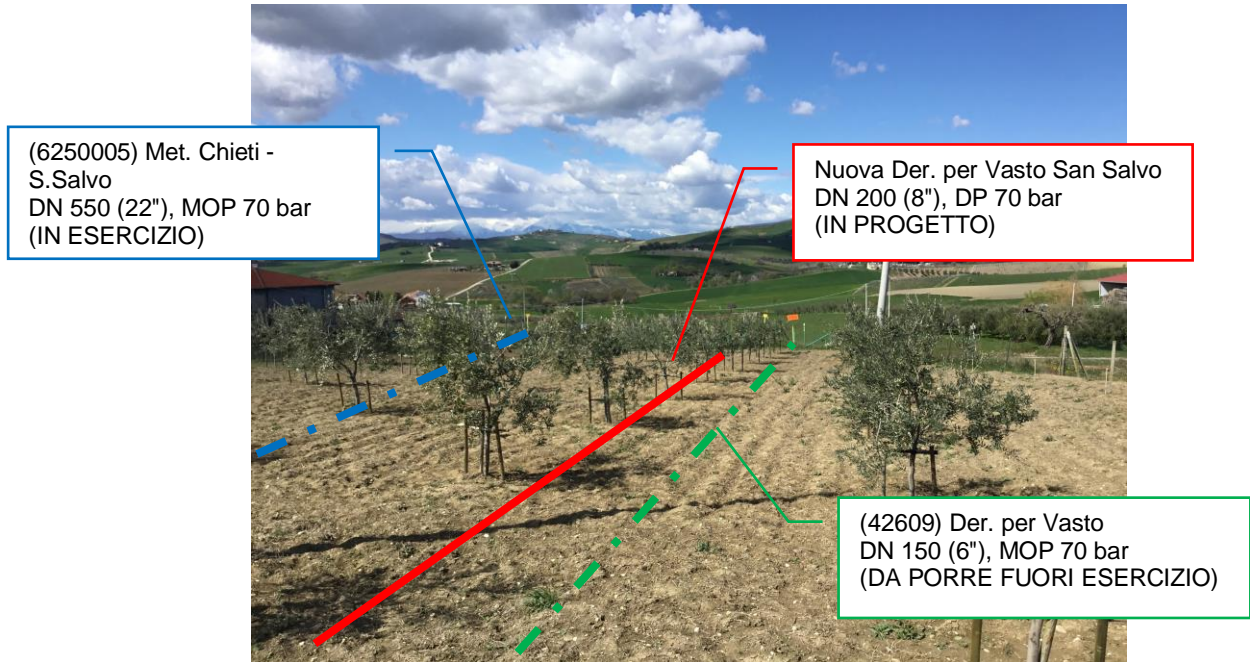 (6250005) Met. Chieti -
S.Salvo
DN 550 (22"), MOP 70 bar
(IN ESERCIZIO)
Nuova Der. per Vasto San Salvo
DN 200 (8"), DP 70 bar
(IN PROGETTO)
(42609) Der. per Vasto
DN 150 (6"), MOP 70 bar
(DA PORRE FUORI ESERCIZIO)